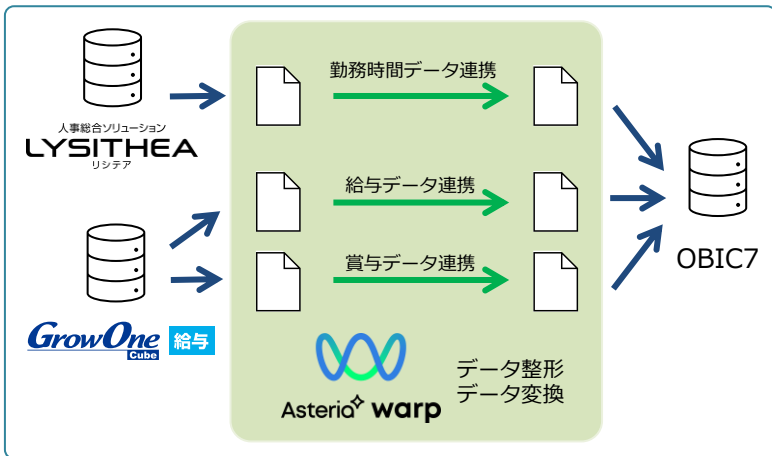 勤務時間データ連携
人事総合ソリューション
LYSITHEA
リシテア
給与データ連携
賞与データ連携
OBIC7
GrowOne 給与
Cube
データ整形
データ変換
Asteria warp